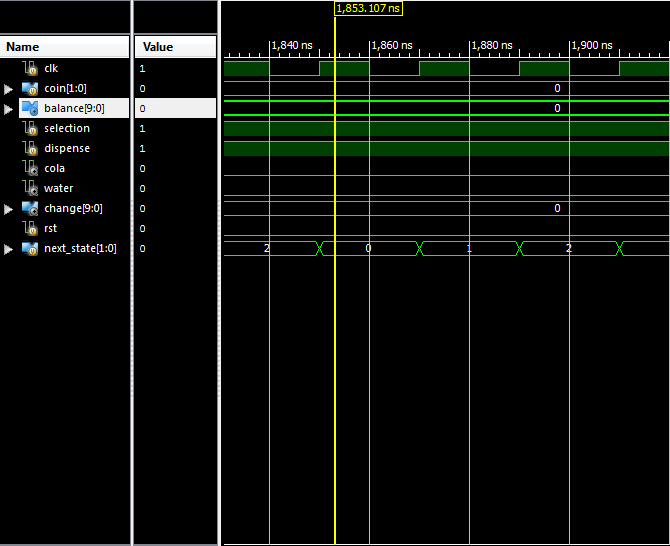 1,853.107 ns
Name Value 1,840 ns 1,860 ns 1,880 ns 1,900 ns
clk 1
coin[1:0] 0 0
balance[9:0] 0 0
selection 1
dispense 1
cola 0
water 0
change[9:0] 0 0
rst 0
next_state[1:0] 0 2 0 1 2